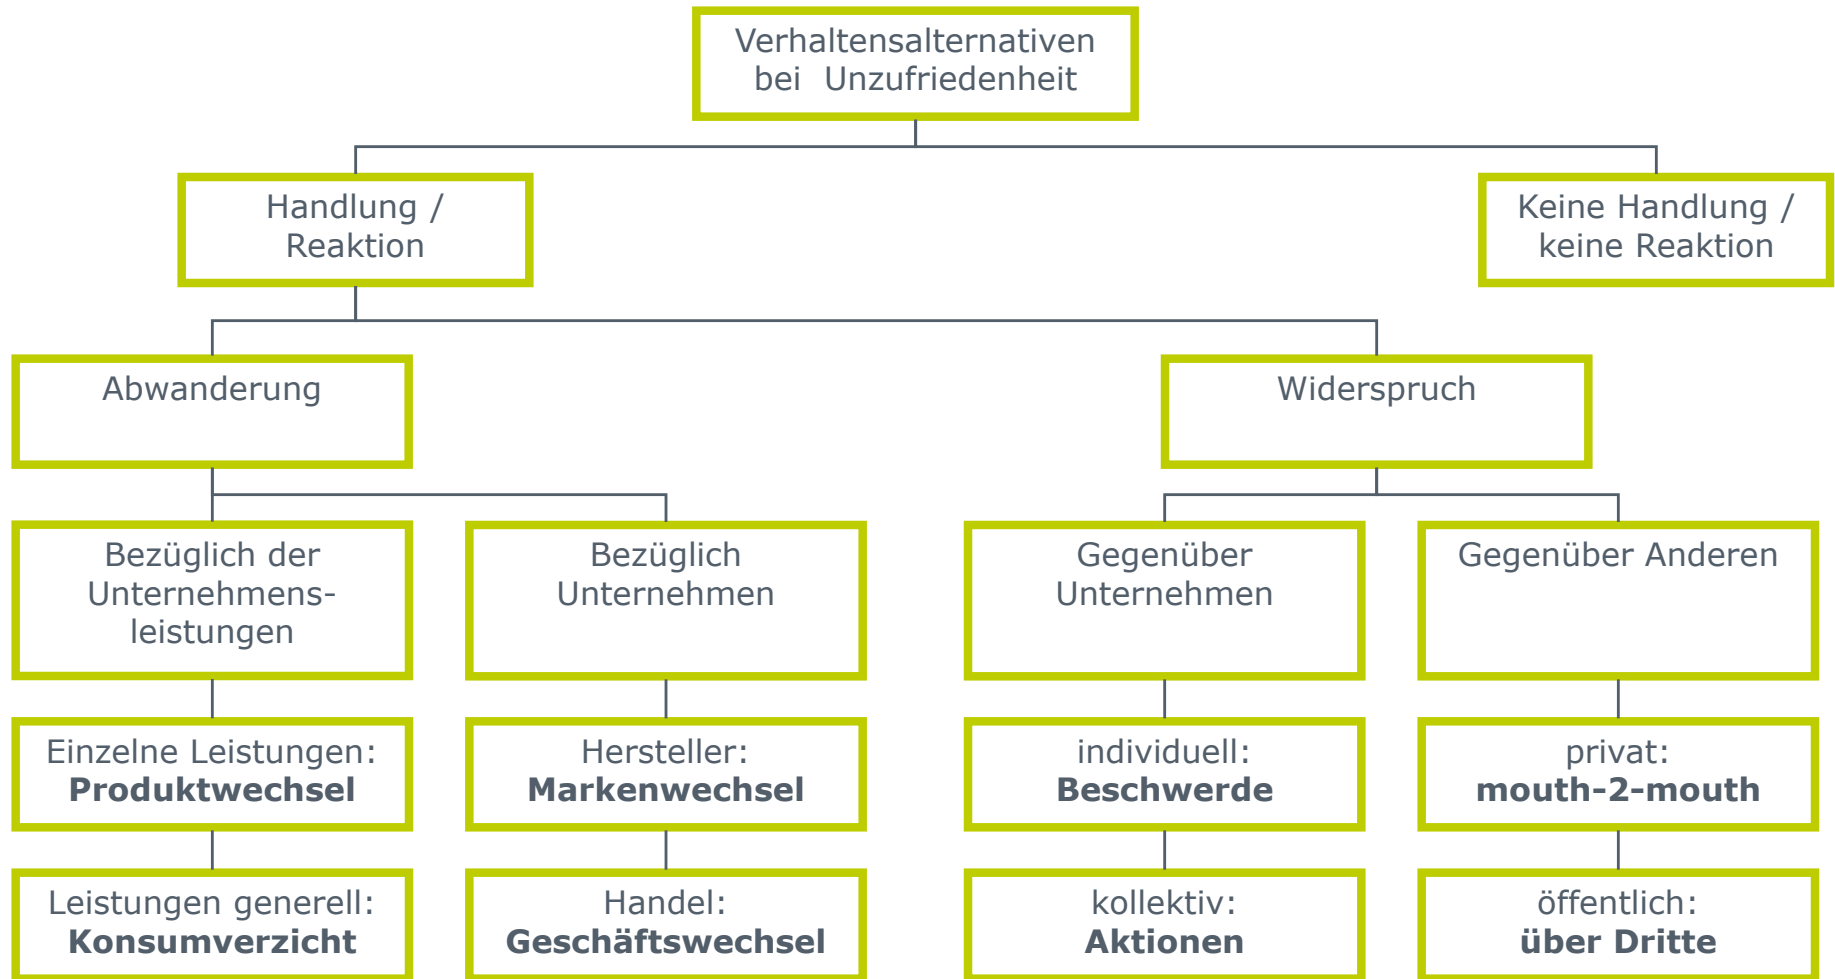 Verhaltensalternativen
bei Unzufriedenheit
Handlung /
Reaktion
Keine Handlung /
keine Reaktion
Abwanderung
Widerspruch
Bezüglich der
Unternehmens-
leistungen
Bezüglich
Unternehmen
Gegenüber
Unternehmen
Gegenüber Anderen
Einzelne Leistungen:
Produktwechsel
Hersteller:
Markenwechsel
individuell:
Beschwerde
privat:
mouth-2-mouth
Leistungen generell:
Konsumverzicht
Handel:
Geschäftswechsel
kollektiv:
Aktionen
öffentlich:
über Dritte